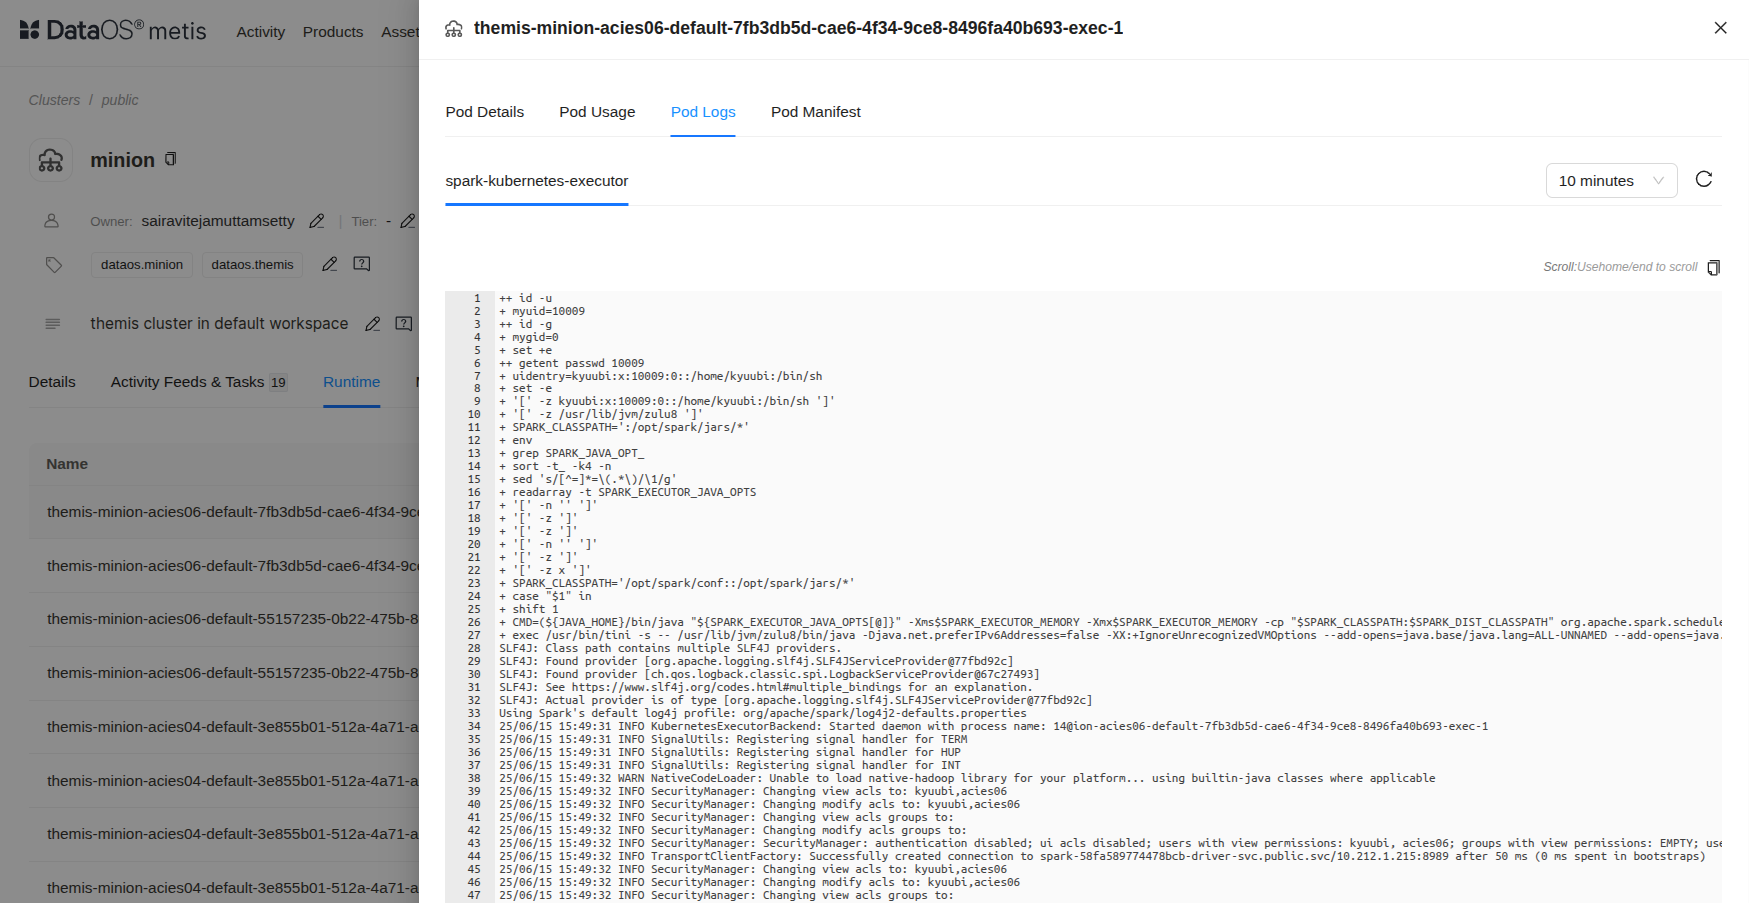 DataOS® metis Activity Products Asset
Clusters / public
minion
Owner: sairavitejamuttamsetty | Tier: -
dataos.minion dataos.themis
themis cluster in default workspace
Details Activity Feeds & Tasks 19 Runtime
Name
themis-minion-acies06-default-7fb3db5d-cae6-4f34-9c
themis-minion-acies06-default-7fb3db5d-cae6-4f34-9c
themis-minion-acies06-default-55157235-0b22-475b-8
themis-minion-acies06-default-55157235-0b22-475b-8
themis-minion-acies04-default-3e855b01-512a-4a71-a
themis-minion-acies04-default-3e855b01-512a-4a71-a
themis-minion-acies04-default-3e855b01-512a-4a71-a
themis-minion-acies04-default-3e855b01-512a-4a71-a
themis-minion-acies06-default-7fb3db5d-cae6-4f34-9ce8-8496fa40b693-exec-1
Pod Details Pod Usage Pod Logs Pod Manifest
spark-kubernetes-executor 10 minutes
Scroll:Usehome/end to scroll
1 ++ id -u
2 + myuid=10009
3 ++ id -g
4 + mygid=0
5 + set +e
6 ++ getent passwd 10009
7 + uidentry=kyuubi:x:10009:0::/home/kyuubi:/bin/sh
8 + set -e
9 + '[' -z kyuubi:x:10009:0::/home/kyuubi:/bin/sh ']'
10 + '[' -z /usr/lib/jvm/zulu8 ']'
11 + SPARK_CLASSPATH=':/opt/spark/jars/*'
12 + env
13 + grep SPARK_JAVA_OPT_
14 + sort -t_ -k4 -n
15 + sed 's/[^=]*=\(.*\)/\1/g'
16 + readarray -t SPARK_EXECUTOR_JAVA_OPTS
17 + '[' -n '' ']'
18 + '[' -z ']'
19 + '[' -z ']'
20 + '[' -n '' ']'
21 + '[' -z ']'
22 + '[' -z x ']'
23 + SPARK_CLASSPATH='/opt/spark/conf::/opt/spark/jars/*'
24 + case "$1" in
25 + shift 1
26 + CMD=(${JAVA_HOME}/bin/java "${SPARK_EXECUTOR_JAVA_OPTS[@]}" -Xms$SPARK_EXECUTOR_MEMORY -Xmx$SPARK_EXECUTOR_MEMORY -cp "$SPARK_CLASSPATH:$SPARK_DIST_CLASSPATH" org.apache.spark.schedule
27 + exec /usr/bin/tini -s -- /usr/lib/jvm/zulu8/bin/java -Djava.net.preferIPv6Addresses=false -XX:+IgnoreUnrecognizedVMOptions --add-opens=java.base/java.lang=ALL-UNNAMED --add-opens=java.
28 SLF4J: Class path contains multiple SLF4J providers.
29 SLF4J: Found provider [org.apache.logging.slf4j.SLF4JServiceProvider@77fbd92c]
30 SLF4J: Found provider [ch.qos.logback.classic.spi.LogbackServiceProvider@67c27493]
31 SLF4J: See https://www.slf4j.org/codes.html#multiple_bindings for an explanation.
32 SLF4J: Actual provider is of type [org.apache.logging.slf4j.SLF4JServiceProvider@77fbd92c]
33 Using Spark's default log4j profile: org/apache/spark/log4j2-defaults.properties
34 25/06/15 15:49:31 INFO KubernetesExecutorBackend: Started daemon with process name: 14@ion-acies06-default-7fb3db5d-cae6-4f34-9ce8-8496fa40b693-exec-1
35 25/06/15 15:49:31 INFO SignalUtils: Registering signal handler for TERM
36 25/06/15 15:49:31 INFO SignalUtils: Registering signal handler for HUP
37 25/06/15 15:49:31 INFO SignalUtils: Registering signal handler for INT
38 25/06/15 15:49:32 WARN NativeCodeLoader: Unable to load native-hadoop library for your platform... using builtin-java classes where applicable
39 25/06/15 15:49:32 INFO SecurityManager: Changing view acls to: kyuubi,acies06
40 25/06/15 15:49:32 INFO SecurityManager: Changing modify acls to: kyuubi,acies06
41 25/06/15 15:49:32 INFO SecurityManager: Changing view acls groups to:
42 25/06/15 15:49:32 INFO SecurityManager: Changing modify acls groups to:
43 25/06/15 15:49:32 INFO SecurityManager: SecurityManager: authentication disabled; ui acls disabled; users with view permissions: kyuubi, acies06; groups with view permissions: EMPTY; use
44 25/06/15 15:49:32 INFO TransportClientFactory: Successfully created connection to spark-58fa589774478bcb-driver-svc.public.svc/10.212.1.215:8989 after 50 ms (0 ms spent in bootstraps)
45 25/06/15 15:49:32 INFO SecurityManager: Changing view acls to: kyuubi,acies06
46 25/06/15 15:49:32 INFO SecurityManager: Changing modify acls to: kyuubi,acies06
47 25/06/15 15:49:32 INFO SecurityManager: Changing view acls groups to: